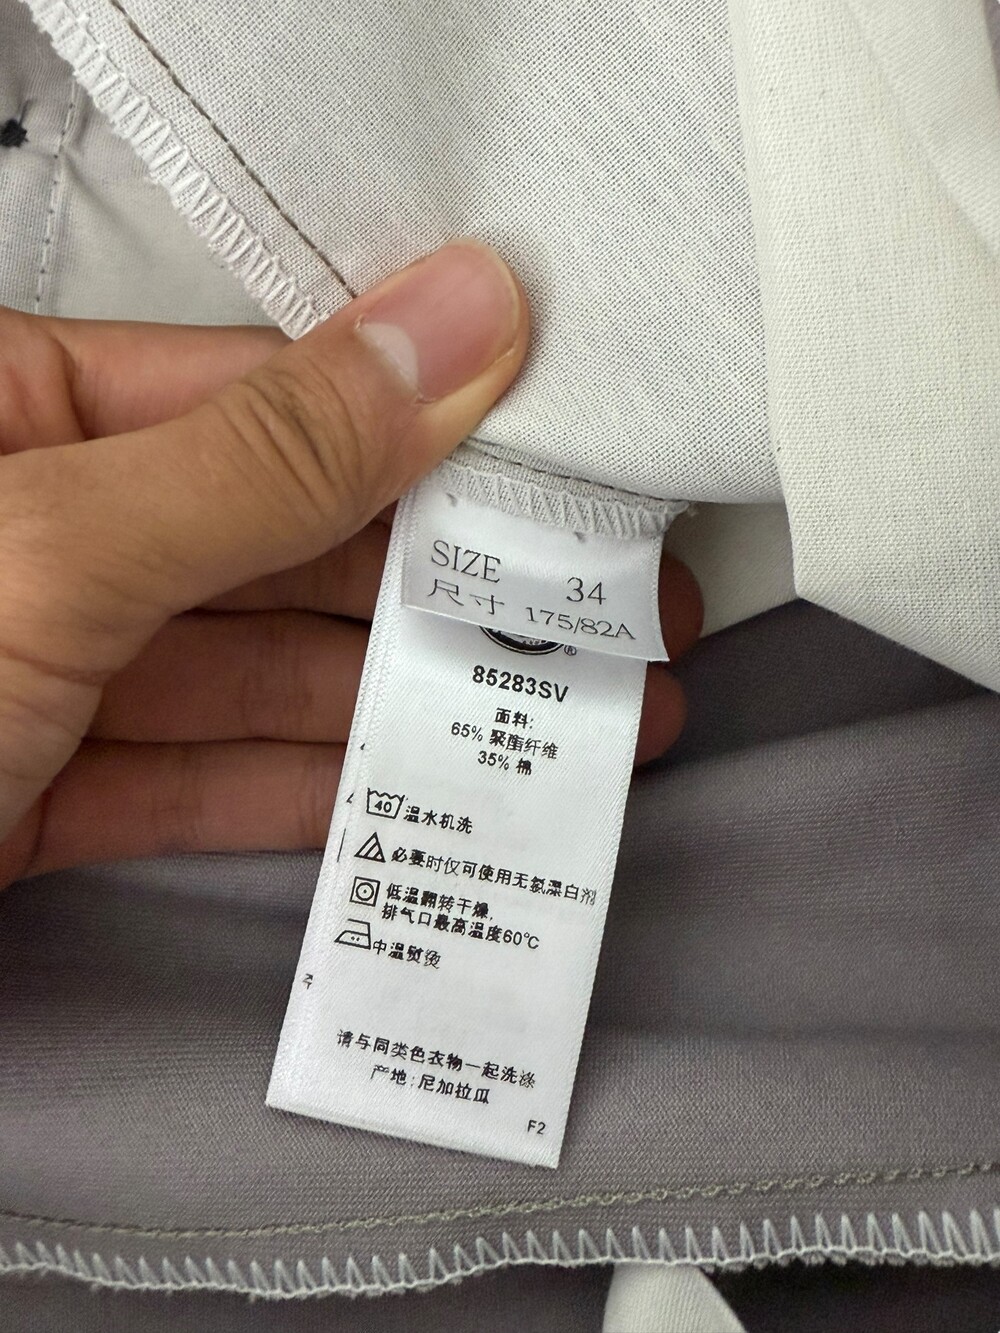 SIZE 34
尺寸 175/82A
®
85283SV
面料:
65% 聚酯纤维
35% 棉
40 温水机洗
必要时仅可使用无氯漂白剂
低温翻转干燥,
排气口最高温度60°C
中温熨烫
请与同类色衣物一起洗涤
产地:尼加拉瓜
F2